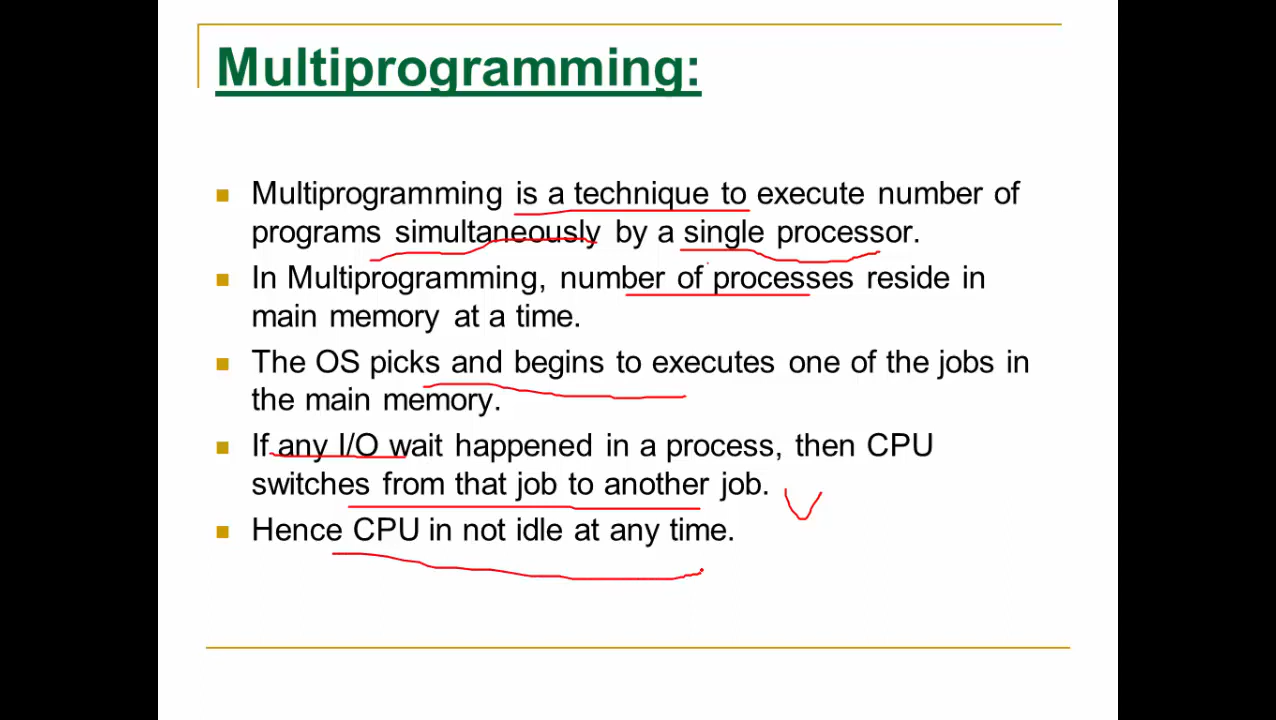 Multiprogramming:
Multiprogramming is a technique to execute number of
programs simultaneously by a single processor.
In Multiprogramming, number of processes reside in
main memory at a time.
The OS picks and begins to executes one of the jobs in
the main memory.
If any I/O wait happened in a process, then CPU
switches from that job to another job.
Hence CPU in not idle at any time.